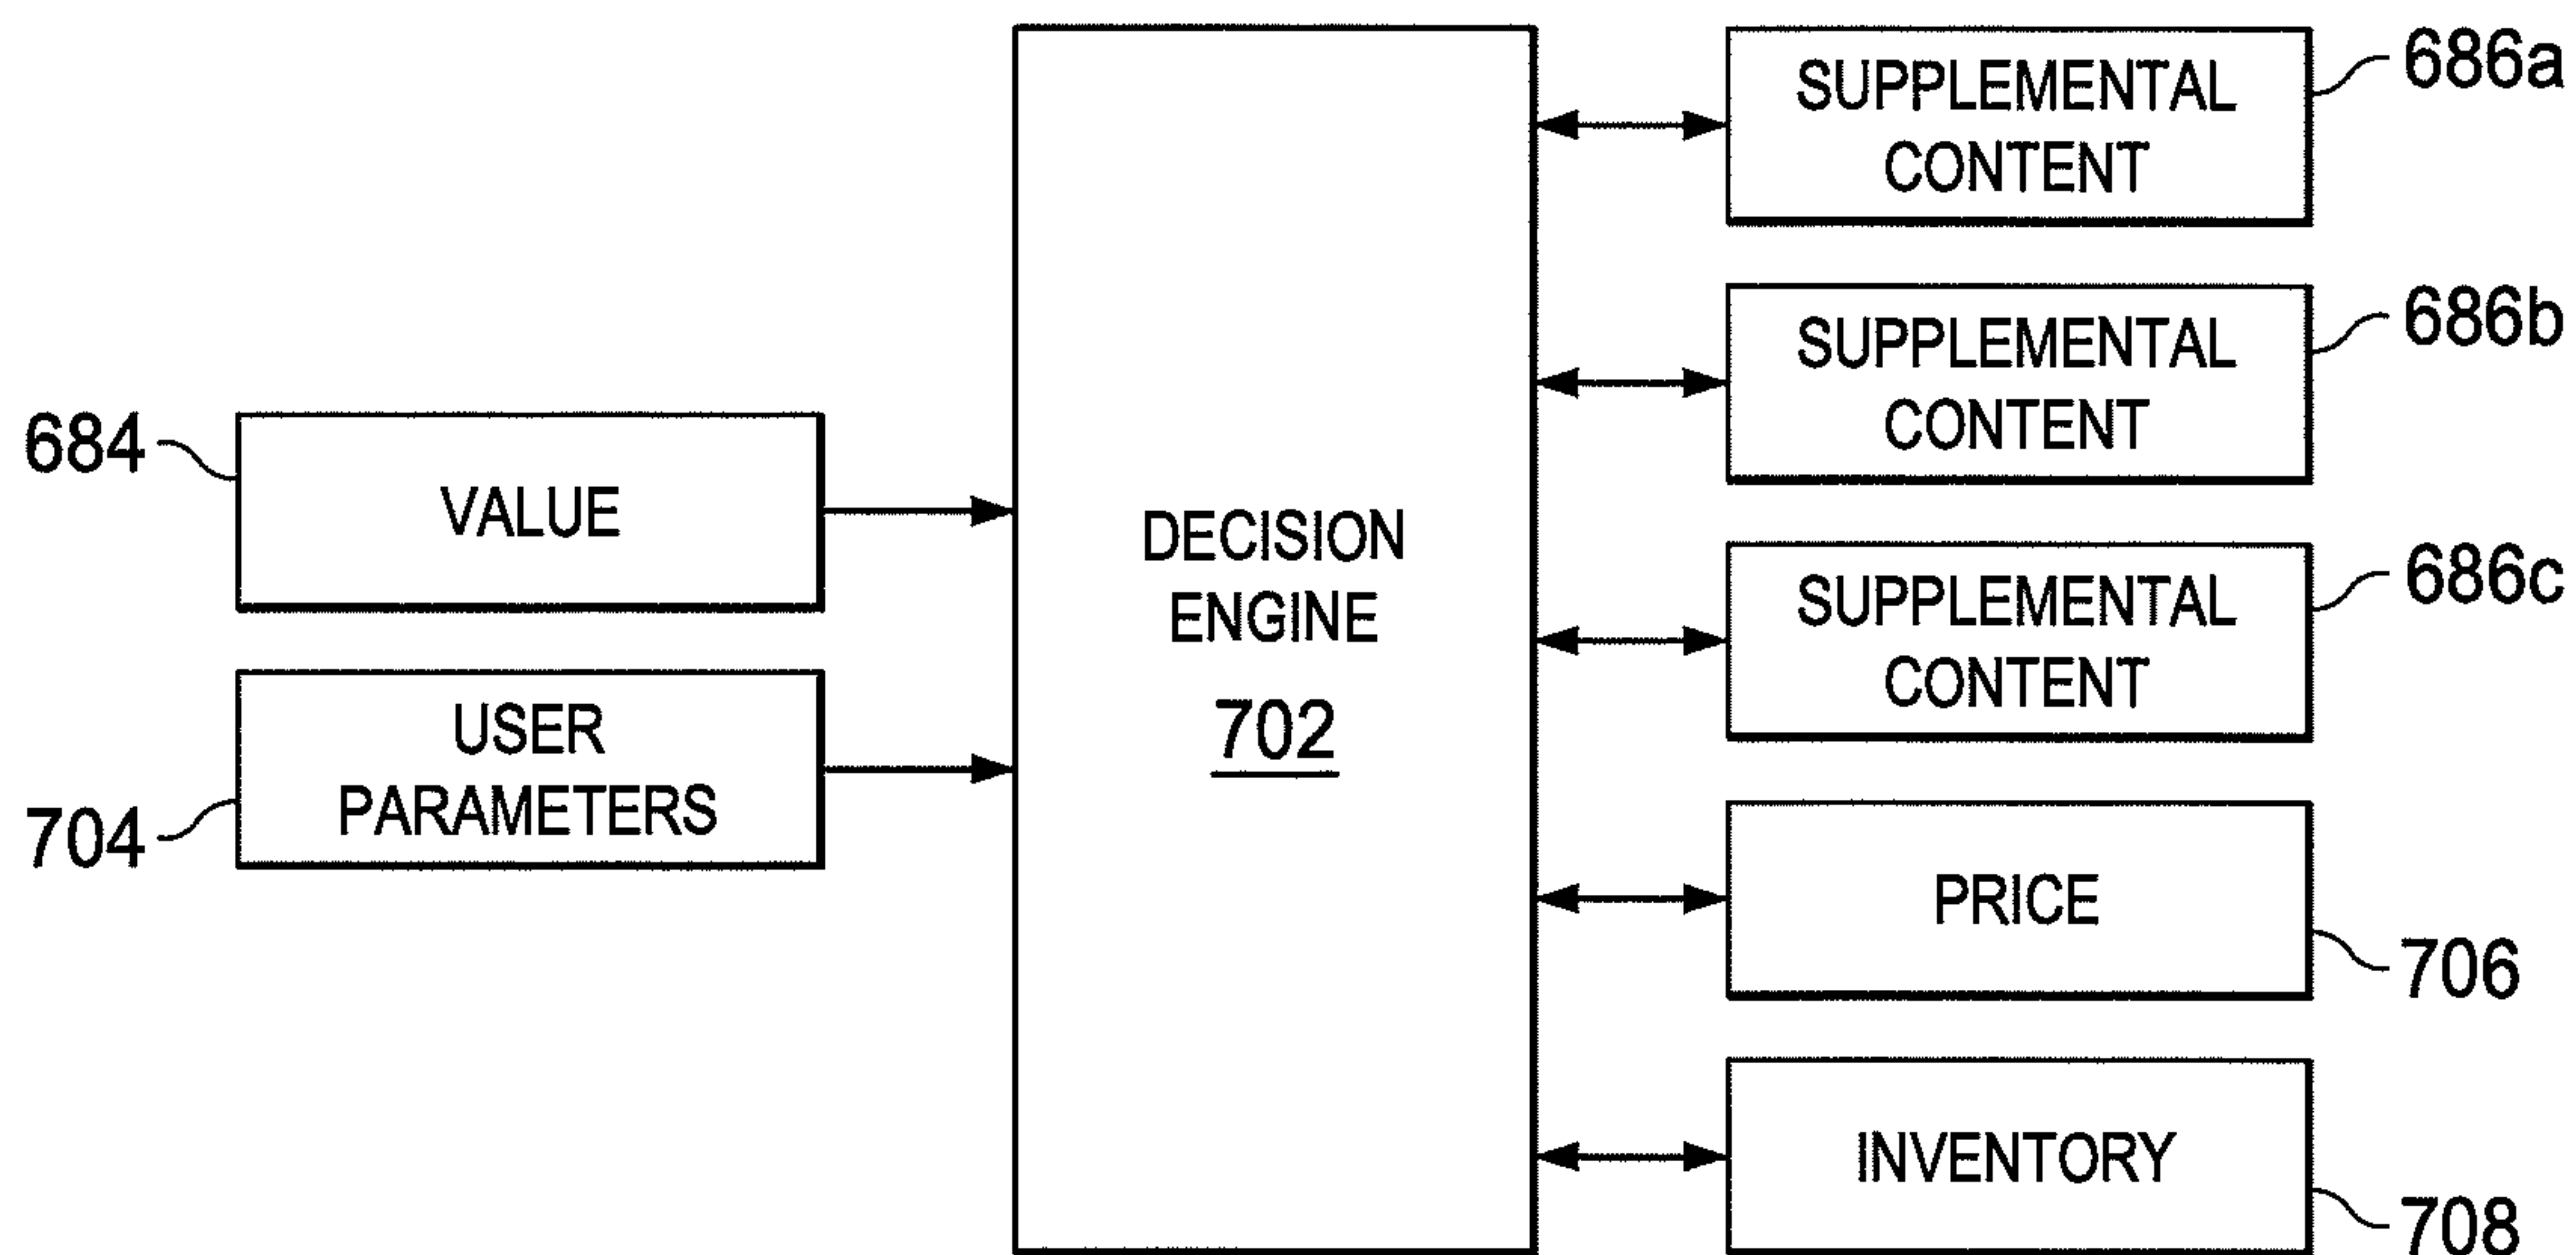 684
VALUE
USER
PARAMETERS
704
DECISION
ENGINE
702
SUPPLEMENTAL
CONTENT
686a
SUPPLEMENTAL
CONTENT
686b
SUPPLEMENTAL
CONTENT
686c
PRICE
706
INVENTORY
708